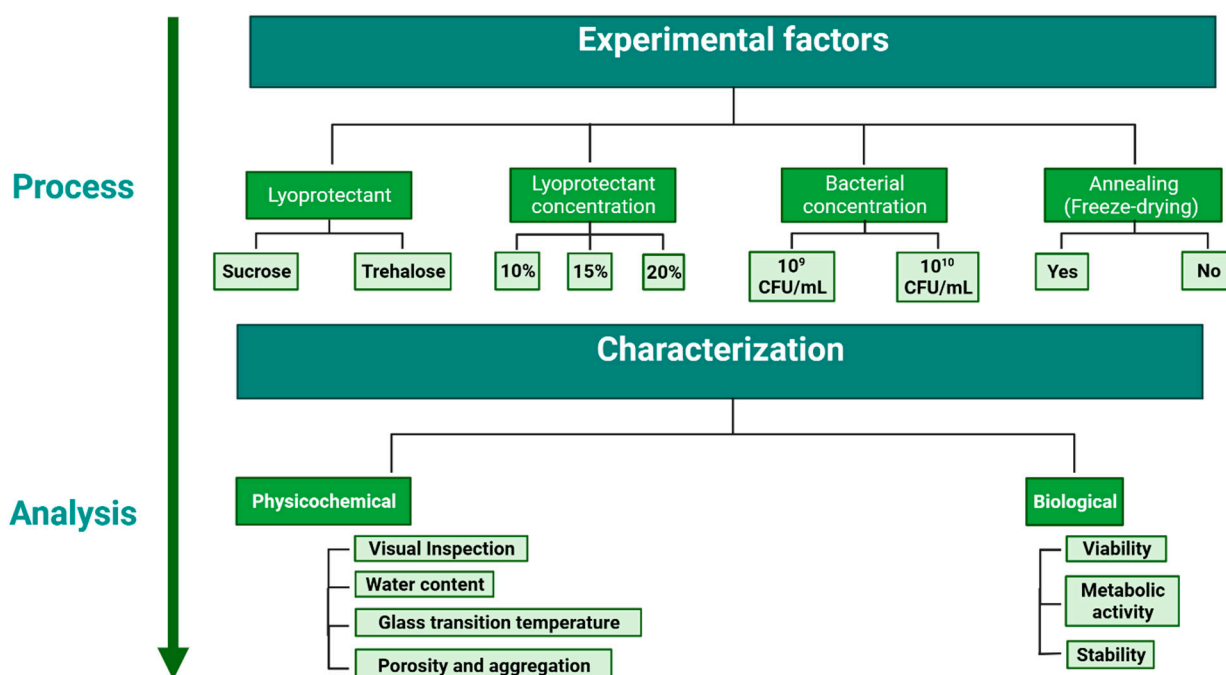 Experimental factors
Process
Lyoprotectant
Lyoprotectant
concentration
Bacterial
concentration
Annealing
(Freeze-drying)
Sucrose
Trehalose
10%
15%
20%
10⁹
CFU/mL
10¹⁰
CFU/mL
Yes
No
Characterization
Analysis
Physicochemical
Visual Inspection
Water content
Glass transition temperature
Porosity and aggregation
Biological
Viability
Metabolic
activity
Stability